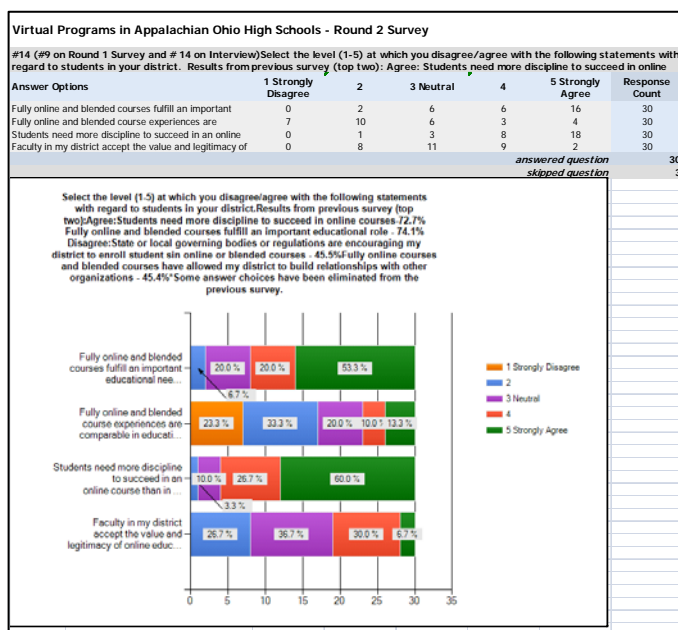 Virtual Programs in Appalachian Ohio High Schools - Round 2 Survey
#14 (#9 on Round 1 Survey and # 14 on Interview)Select the level (1-5) at which you disagree/agree with the following statements with
regard to students in your district. Results from previous survey (top two): Agree: Students need more discipline to succeed in online
Answer Options 1 Strongly Disagree 2 3 Neutral 4 5 Strongly Agree Response Count
Fully online and blended courses fulfill an important 0 2 6 6 16 30
Fully online and blended course experiences are 7 10 6 3 4 30
Students need more discipline to succeed in an online 0 1 3 8 18 30
Faculty in my district accept the value and legitimacy of 0 8 11 9 2 30
answered question 30
skipped question 3
Select the level (1-5) at which you disagree/agree with the following statements
with regard to students in your district.Results from previous survey (top
two):Agree:Students need more discipline to succeed in online courses-72.7%
Fully online and blended courses fulfill an important educational role - 74.1%
Disagree:State or local governing bodies or regulations are encouraging my
district to enroll student sin online or blended courses - 45.5%Fully online courses
and blended courses have allowed my district to build relationships with other
organizations - 45.4%*Some answer choices have been eliminated from the
previous survey.
Fully online and blended
courses fulfill an important
educational nee...
6.7 % 20.0 % 20.0 % 53.3 %
Fully online and blended
course experiences are
comparable in educati...
23.3 % 33.3 % 20.0 % 10.0 % 13.3 %
Students need more discipline
to succeed in an
online course than in ...
3.3 % 10.0 % 26.7 % 60.0 %
Faculty in my district
accept the value and
legitimacy of online educ...
26.7 % 36.7 % 30.0 % 6.7 %
0 5 10 15 20 25 30 35
1 Strongly Disagree
2
3 Neutral
4
5 Strongly Agree